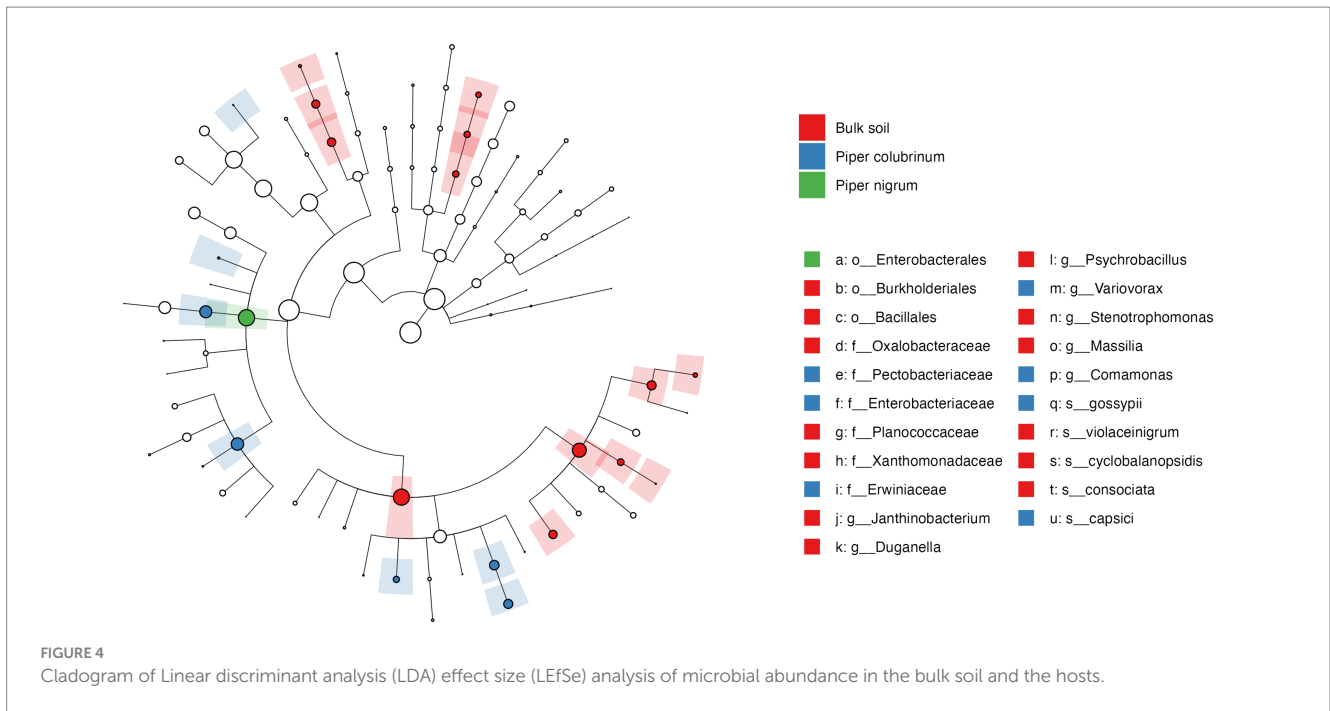 Bulk soil
Piper colubrinum
Piper nigrum
a: o__Enterobacterales
b: o__Burkholderiales
c: o__Bacillales
d: f__Oxalobacteraceae
e: f__Pectobacteriaceae
f: f__Enterobacteriaceae
g: f__Planococcaceae
h: f__Xanthomonadaceae
i: f__Erwiniaceae
j: g__Janthinobacterium
k: g__Duganella
l: g__Psychrobacillus
m: g__Variovorax
n: g__Stenotrophomonas
o: g__Massilia
p: g__Comamonas
q: s__gossypii
r: s__violaceinigrum
s: s__cyclobalanopsidis
t: s__consociata
u: s__capsici
FIGURE 4
Cladogram of Linear discriminant analysis (LDA) effect size (LEfSe) analysis of microbial abundance in the bulk soil and the hosts.